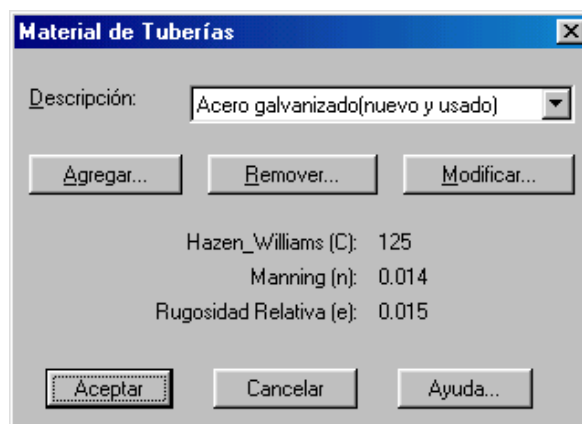 Material de Tuberías
Descripción: Acero galvanizado(nuevo y usado)
Agregar... Remover... Modificar...
Hazen_Williams (C): 125
Manning (n): 0.014
Rugosidad Relativa (e): 0.015
Aceptar Cancelar Ayuda...